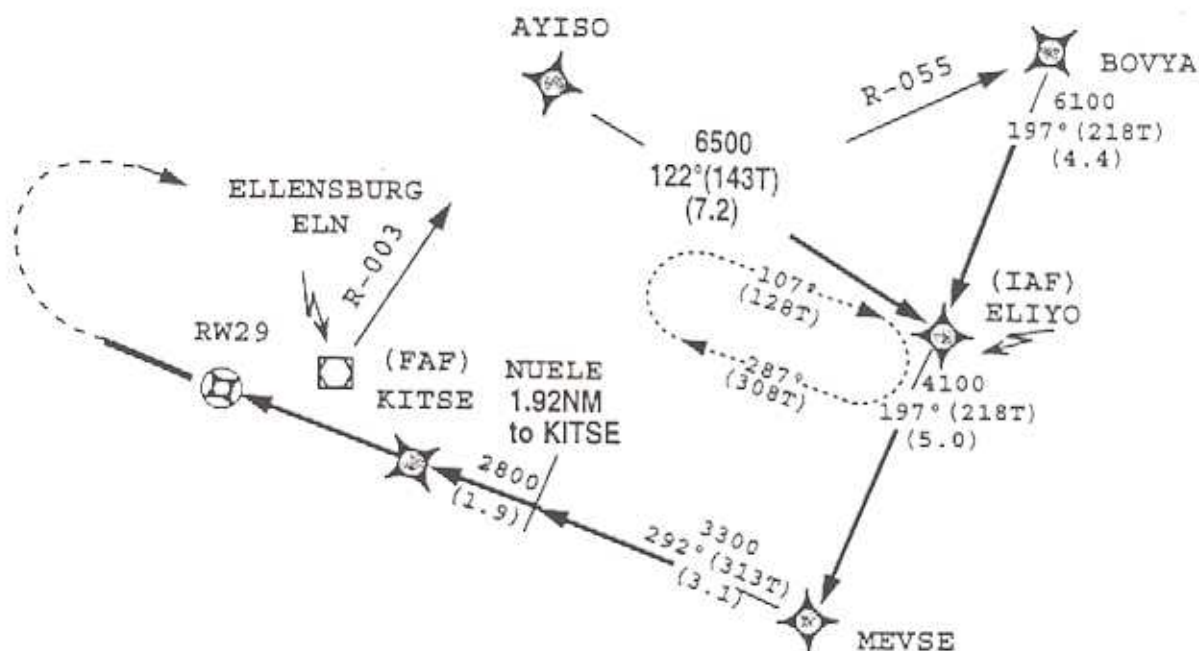 AYISO
BOVYA
R-055
6100
197°(218T)
(4.4)
6500
122°(143T)
(7.2)
ELLENSBURG
ELN
R-003
107°
(128T)
287°
(308T)
(IAF)
ELIYO
4100
197°(218T)
(5.0)
RW29
(FAF)
KITSE
NUELE
1.92NM
to KITSE
2800
(1.9)
3300
292°(313T)
(3.1)
MEVSE